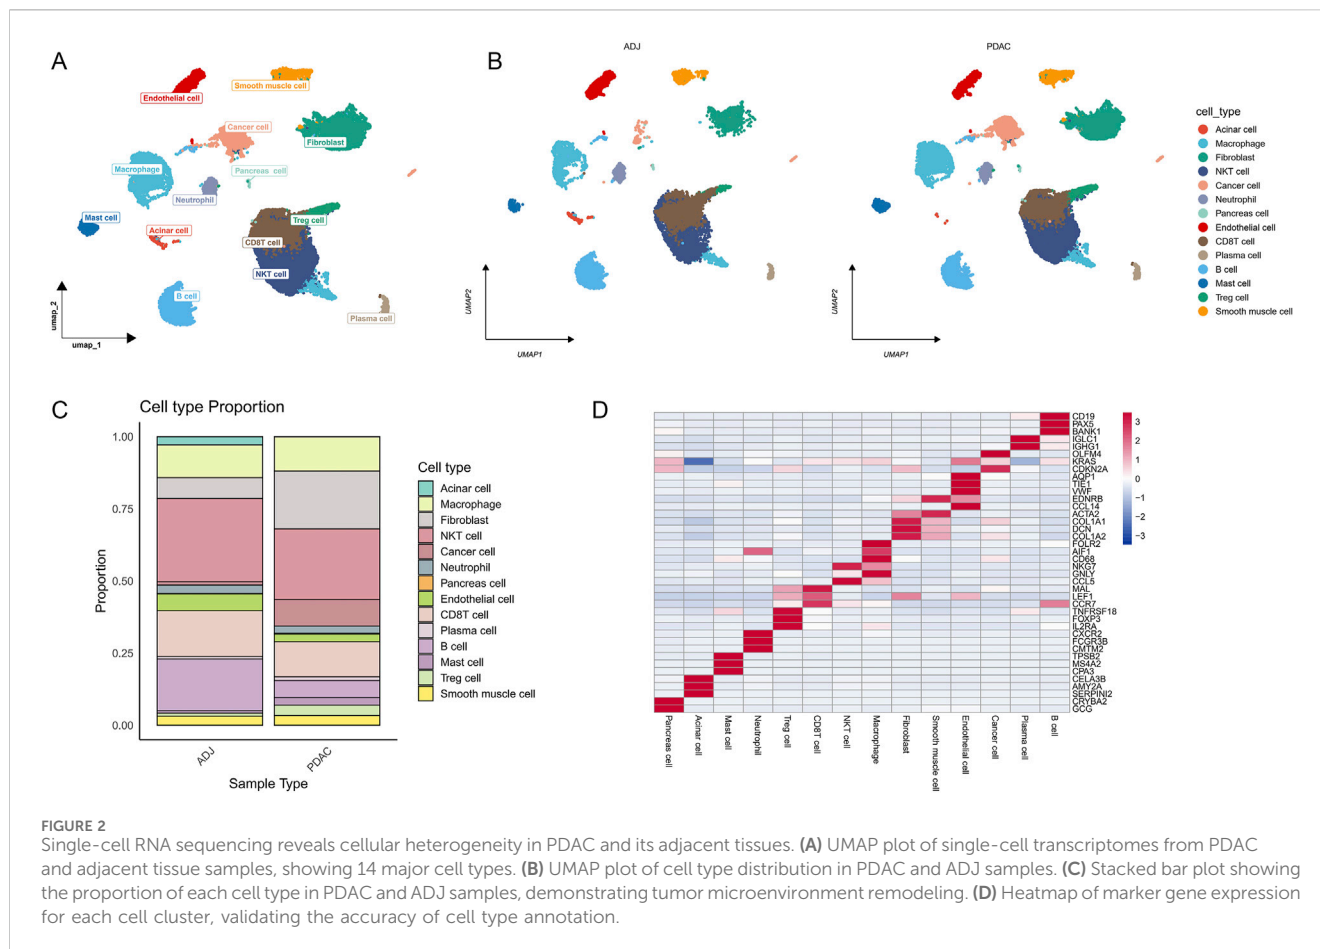 A
Endothelial cell
Smooth muscle cell
Cancer cell
Fibroblast
Macrophage
Pancreas cell
Neutrophil
Mast cell
Treg cell
Acinar cell
CD8T cell
NKT cell
B cell
Plasma cell
umap_2
umap_1
B
ADJ
PDAC
UMAP2
UMAP1
UMAP2
UMAP1
cell_type
Acinar cell
Macrophage
Fibroblast
NKT cell
Cancer cell
Neutrophil
Pancreas cell
Endothelial cell
CD8T cell
Plasma cell
B cell
Mast cell
Treg cell
Smooth muscle cell
C
Cell type Proportion
1.00
0.75
0.50
0.25
0.00
Proportion
ADJ
PDAC
Sample Type
Cell type
Acinar cell
Macrophage
Fibroblast
NKT cell
Cancer cell
Neutrophil
Pancreas cell
Endothelial cell
CD8T cell
Plasma cell
B cell
Mast cell
Treg cell
Smooth muscle cell
D
CD19
PAX5
BANK1
IGLC1
IGHG1
OLFM4
KRAS
CDKN2A
AQP1
TIE1
VWF
EDNRB
CCL14
ACTA2
COL1A1
DCN
COL1A2
FOLR2
AIF1
CD68
NKG7
GNLY
CCL5
MAL
LEF1
CCR7
TNFRSF18
FOXP3
IL2RA
CXCR2
FCGR3B
CMTM2
TPSB2
MS4A2
CPA3
CELA3B
AMY2A
SERPINI2
CRYBA2
GCG
Pancreas cell
Acinar cell
Mast cell
Neutrophil
Treg cell
CD8T cell
NKT cell
Macrophage
Fibroblast
Smooth muscle cell
Endothelial cell
Cancer cell
Plasma cell
B cell
3
2
1
0
−1
−2
−3
FIGURE 2
Single-cell RNA sequencing reveals cellular heterogeneity in PDAC and its adjacent tissues. (A) UMAP plot of single-cell transcriptomes from PDAC
and adjacent tissue samples, showing 14 major cell types. (B) UMAP plot of cell type distribution in PDAC and ADJ samples. (C) Stacked bar plot showing
the proportion of each cell type in PDAC and ADJ samples, demonstrating tumor microenvironment remodeling. (D) Heatmap of marker gene expression
for each cell cluster, validating the accuracy of cell type annotation.